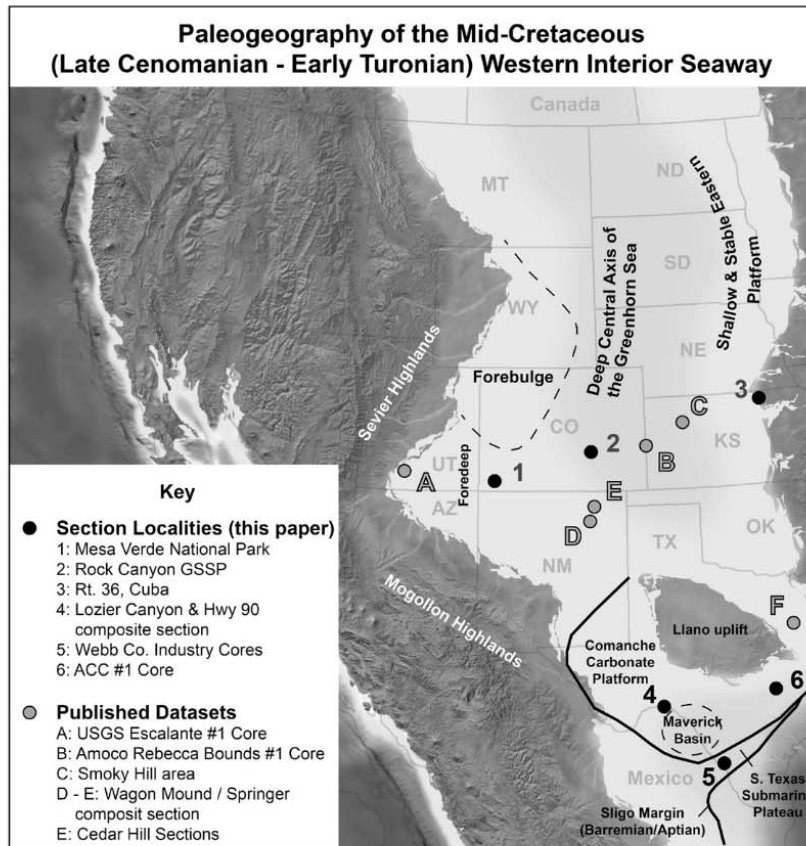 Paleogeography of the Mid-Cretaceous
(Late Cenomanian - Early Turonian) Western Interior Seaway
Canada
MT
ND
SD
WY
NE
Shallow & Stable Eastern
Platform
Deep Central Axis of
the Greenhorn Sea
Sevier Highlands
Forebulge
3
C
CO
KS
2
B
UT
A
Foredeep
1
AZ
E
D
NM
TX
OK
Mogollon Highlands
F
Llano uplift
Comanche
Carbonate
Platform
4
6
Maverick
Basin
5
Mexico
S. Texas
Submarin
Plateau
Sligo Margin
(Barremian/Aptian)
Key
Section Localities (this paper)
1: Mesa Verde National Park
2: Rock Canyon GSSP
3: Rt. 36, Cuba
4: Lozier Canyon & Hwy 90
composite section
5: Webb Co. Industry Cores
6: ACC #1 Core
Published Datasets
A: USGS Escalante #1 Core
B: Amoco Rebecca Bounds #1 Core
C: Smoky Hill area
D - E: Wagon Mound / Springer
composit section
E: Cedar Hill Sections